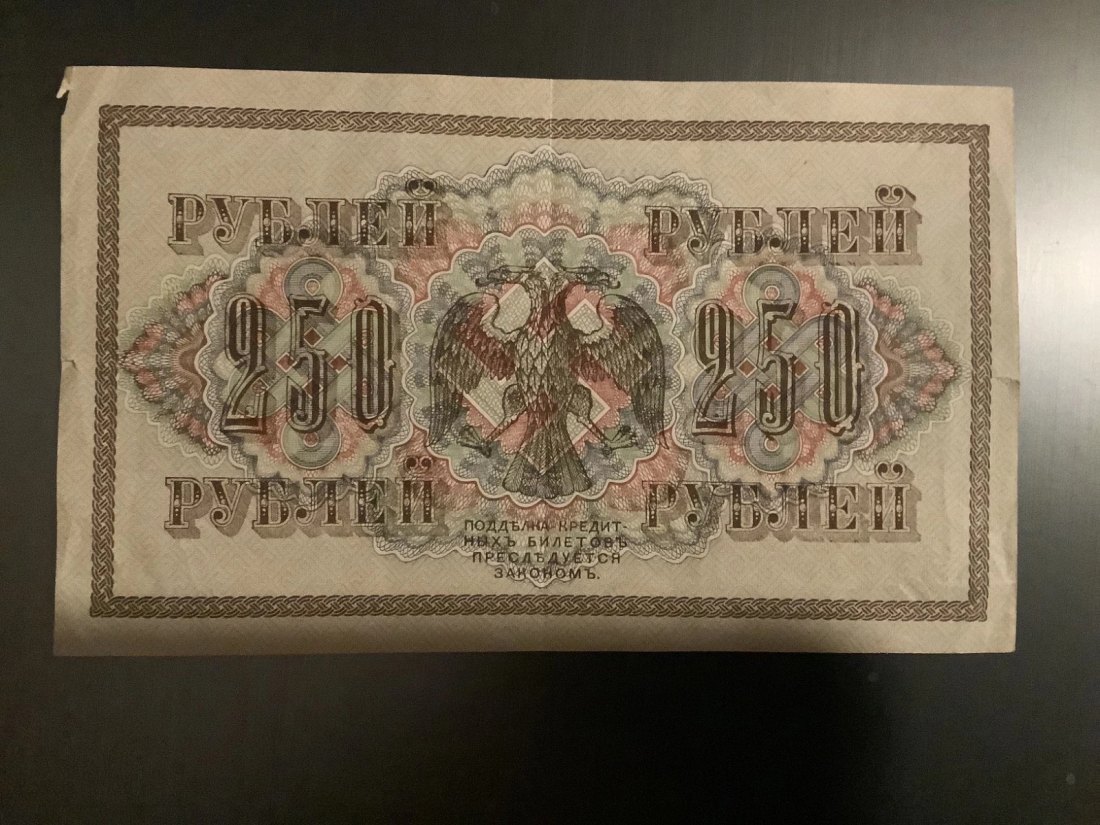 РУБЛЕЙ РУБЛЕЙ
250 250
РУБЛЕЙ РУБЛЕЙ
ПОДДѢЛКА КРЕДИТ-
НЫХЪ БИЛЕТОВЪ
ПРЕСЛѢДУЕТСЯ
ЗАКОНОМЪ.